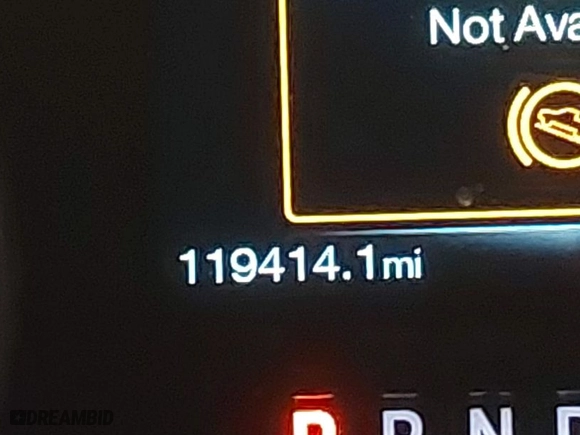 Not Ava
119414.1mi
P R N D
DREAMBID